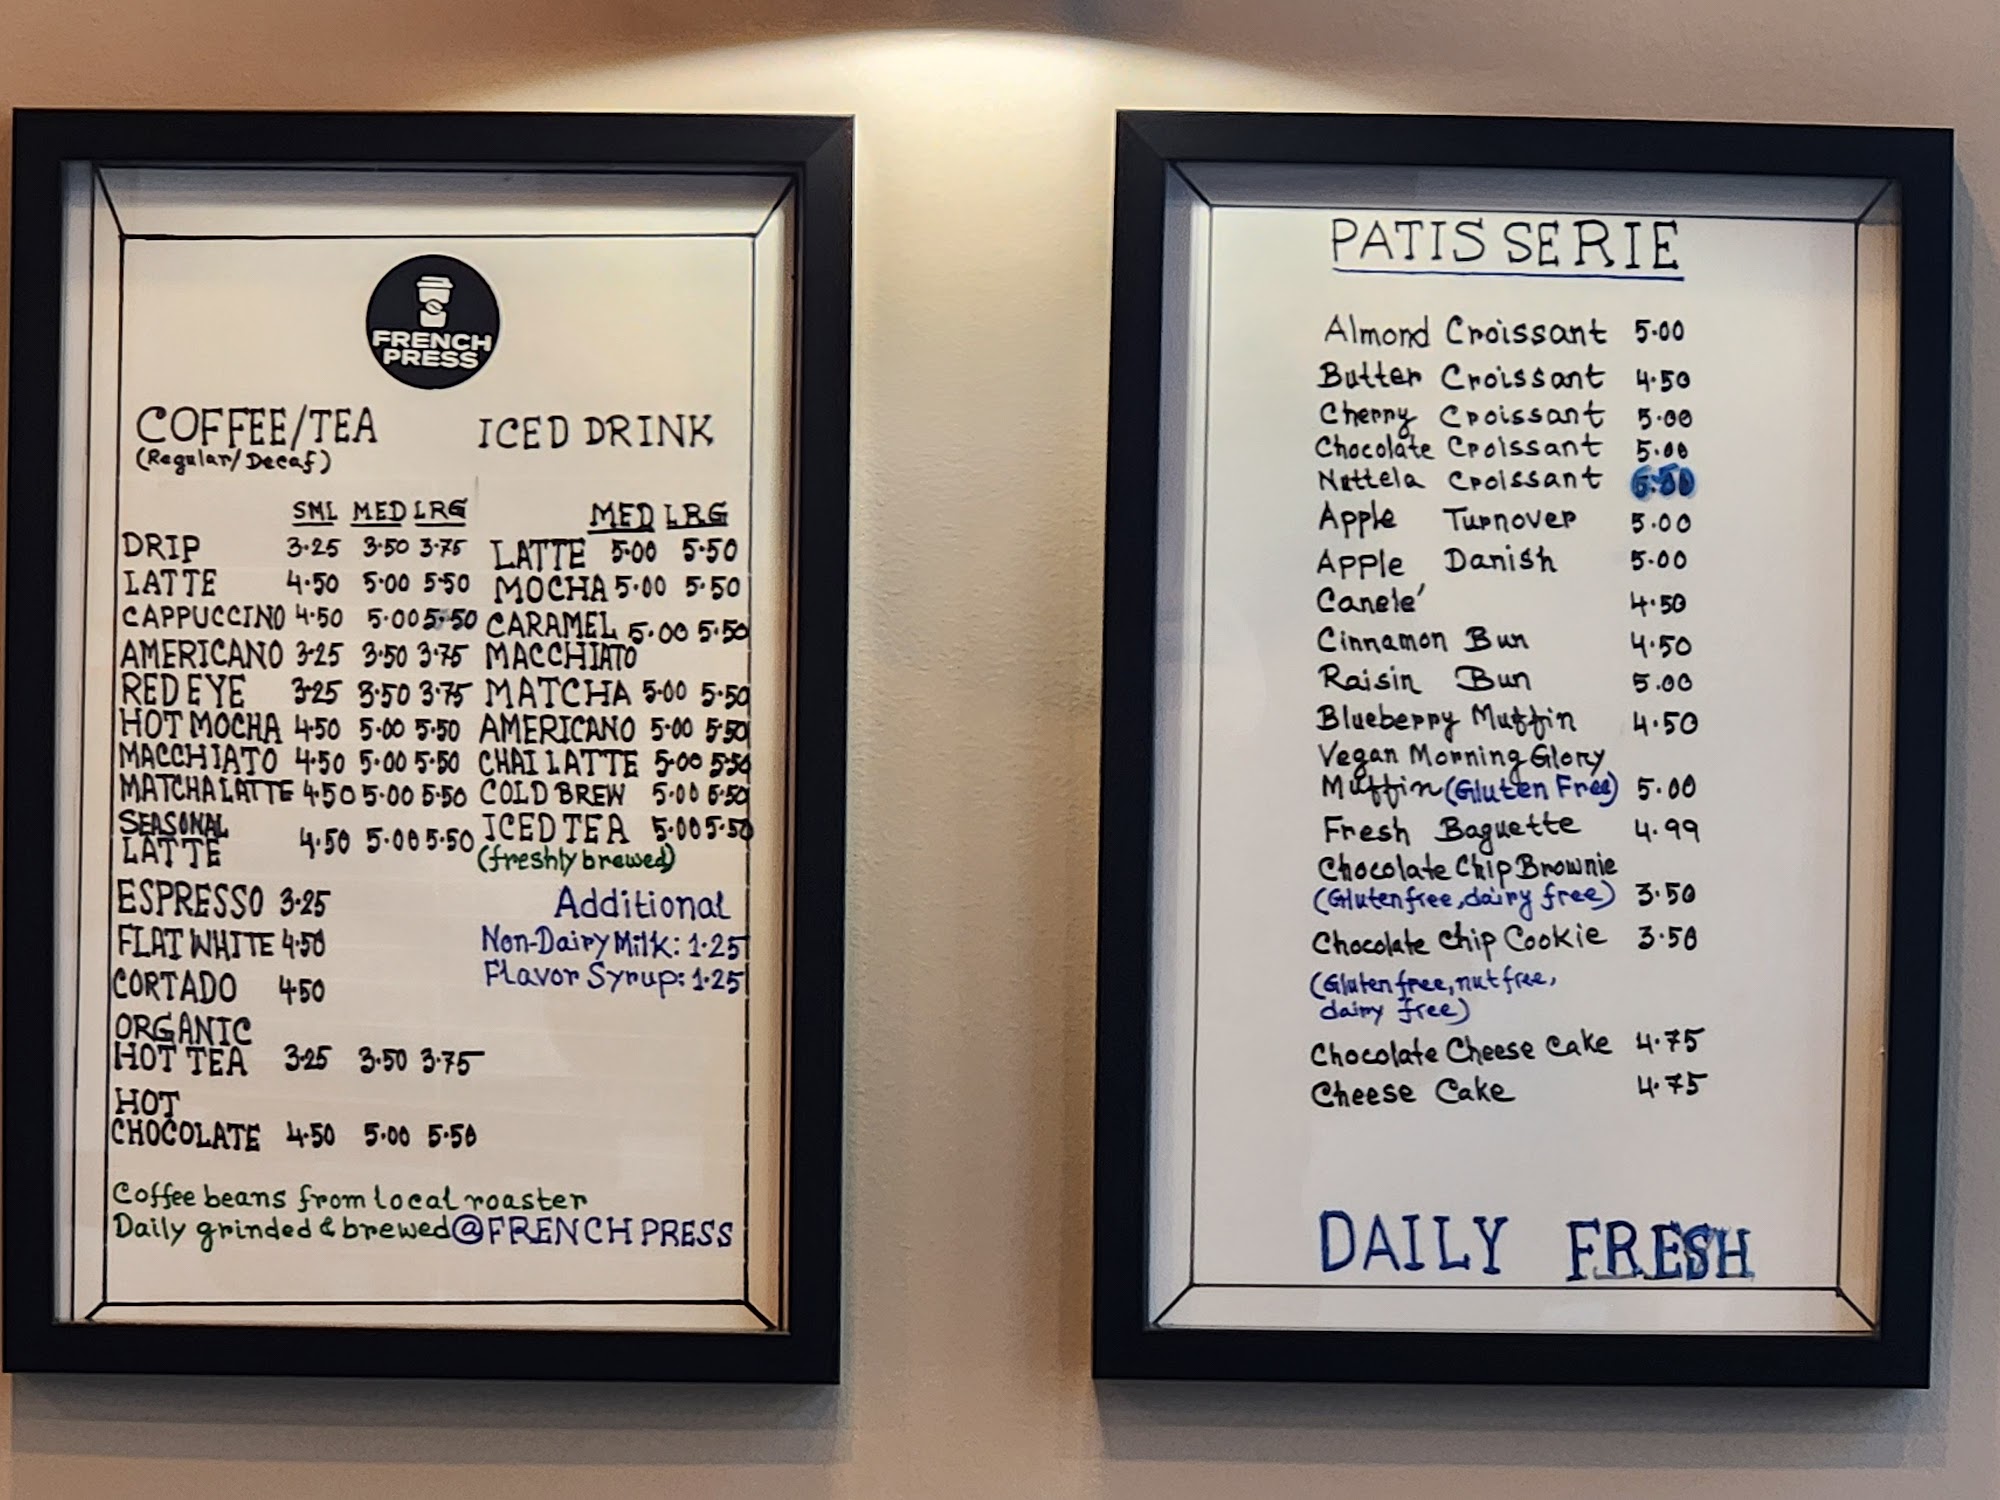 FRENCH
PRESS
COFFEE/TEA
(Regular/Decaf)
SML MED LRG
DRIP 3.25 3.50 3.75
LATTE 4.50 5.00 5.50
CAPPUCCINO 4.50 5.00 5.50
AMERICANO 3.25 3.50 3.75
RED EYE 3.25 3.50 3.75
HOT MOCHA 4.50 5.00 5.50
MACCHIATO 4.50 5.00 5.50
MATCHA LATTE 4.50 5.00 5.50
SEASONAL
LATTE 4.50 5.00 5.50
ESPRESSO 3.25
FLAT WHITE 4.50
CORTADO 4.50
ORGANIC
HOT TEA 3.25 3.50 3.75
HOT
CHOCOLATE 4.50 5.00 5.50
ICED DRINK
MED LRG
LATTE 5.00 5.50
MOCHA 5.00 5.50
CARAMEL 5.00 5.50
MACCHIATO
MATCHA 5.00 5.50
AMERICANO 5.00 5.50
CHAI LATTE 5.00 5.50
COLD BREW 5.00 5.50
ICED TEA 5.00 5.50
(freshly brewed)
Additional
Non-Dairy Milk: 1.25
Flavor Syrup: 1.25
Coffee beans from local roaster
Daily grinded & brewed @FRENCH PRESS
PATISSERIE
Almond Croissant 5.00
Butter Croissant 4.50
Cherry Croissant 5.00
Chocolate Croissant 5.00
Nuttela Croissant
Apple Turnover 5.00
Apple Danish 5.00
Canele' 4.50
Cinnamon Bun 4.50
Raisin Bun 5.00
Blueberry Muffin 4.50
Vegan Morning Glory
Muffin (Gluten Free) 5.00
Fresh Baguette 4.99
Chocolate Chip Brownie
(Gluten free, dairy free) 3.50
Chocolate Chip Cookie 3.50
(Gluten free, nut free,
dairy free)
Chocolate Cheese Cake 4.75
Cheese Cake 4.75
DAILY FRESH